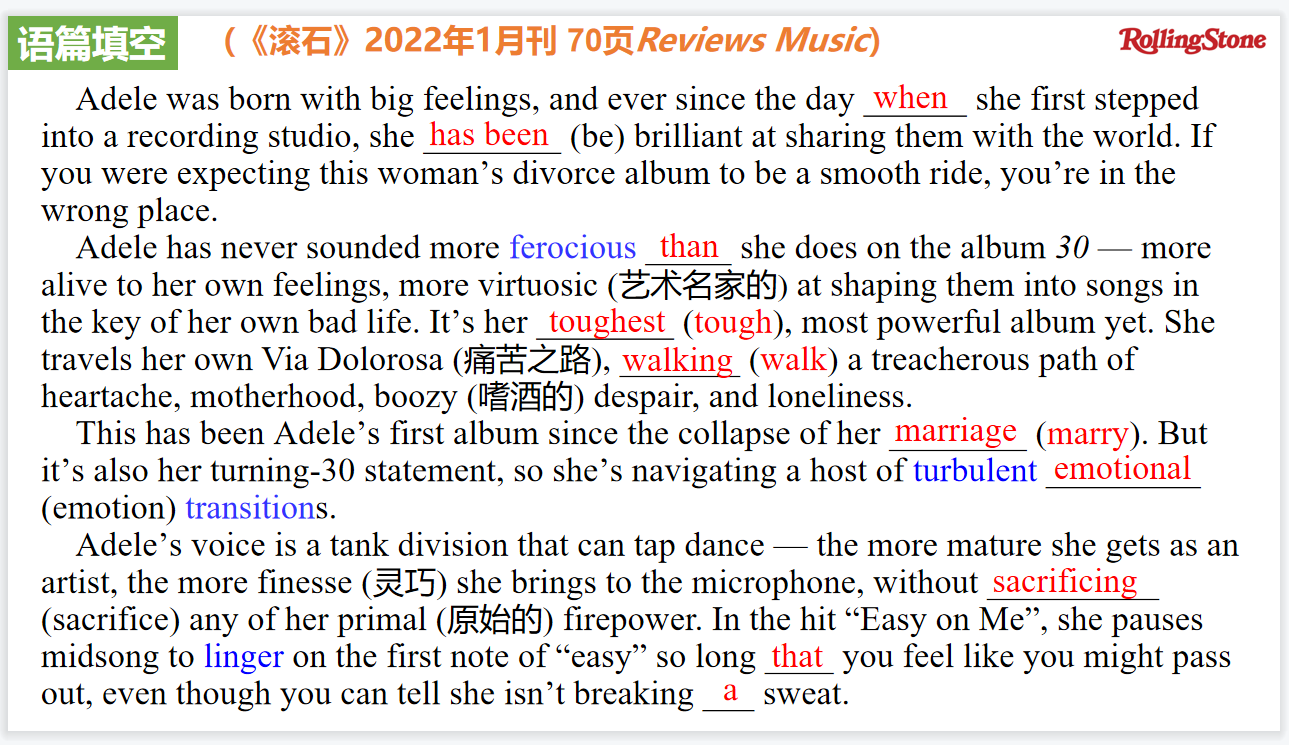 语篇填空 (《滚石》2022年1月刊 70页Reviews Music) RollingStone
Adele was born with big feelings, and ever since the day when she first stepped
into a recording studio, she has been (be) brilliant at sharing them with the world. If
you were expecting this woman’s divorce album to be a smooth ride, you’re in the
wrong place.
Adele has never sounded more ferocious than she does on the album 30 — more
alive to her own feelings, more virtuosic (艺术名家的) at shaping them into songs in
the key of her own bad life. It’s her toughest (tough), most powerful album yet. She
travels her own Via Dolorosa (痛苦之路), walking (walk) a treacherous path of
heartache, motherhood, boozy (嗜酒的) despair, and loneliness.
This has been Adele’s first album since the collapse of her marriage (marry). But
it’s also her turning-30 statement, so she’s navigating a host of turbulent emotional
(emotion) transitions.
Adele’s voice is a tank division that can tap dance — the more mature she gets as an
artist, the more finesse (灵巧) she brings to the microphone, without sacrificing
(sacrifice) any of her primal (原始的) firepower. In the hit “Easy on Me”, she pauses
midsong to linger on the first note of “easy” so long that you feel like you might pass
out, even though you can tell she isn’t breaking a sweat.